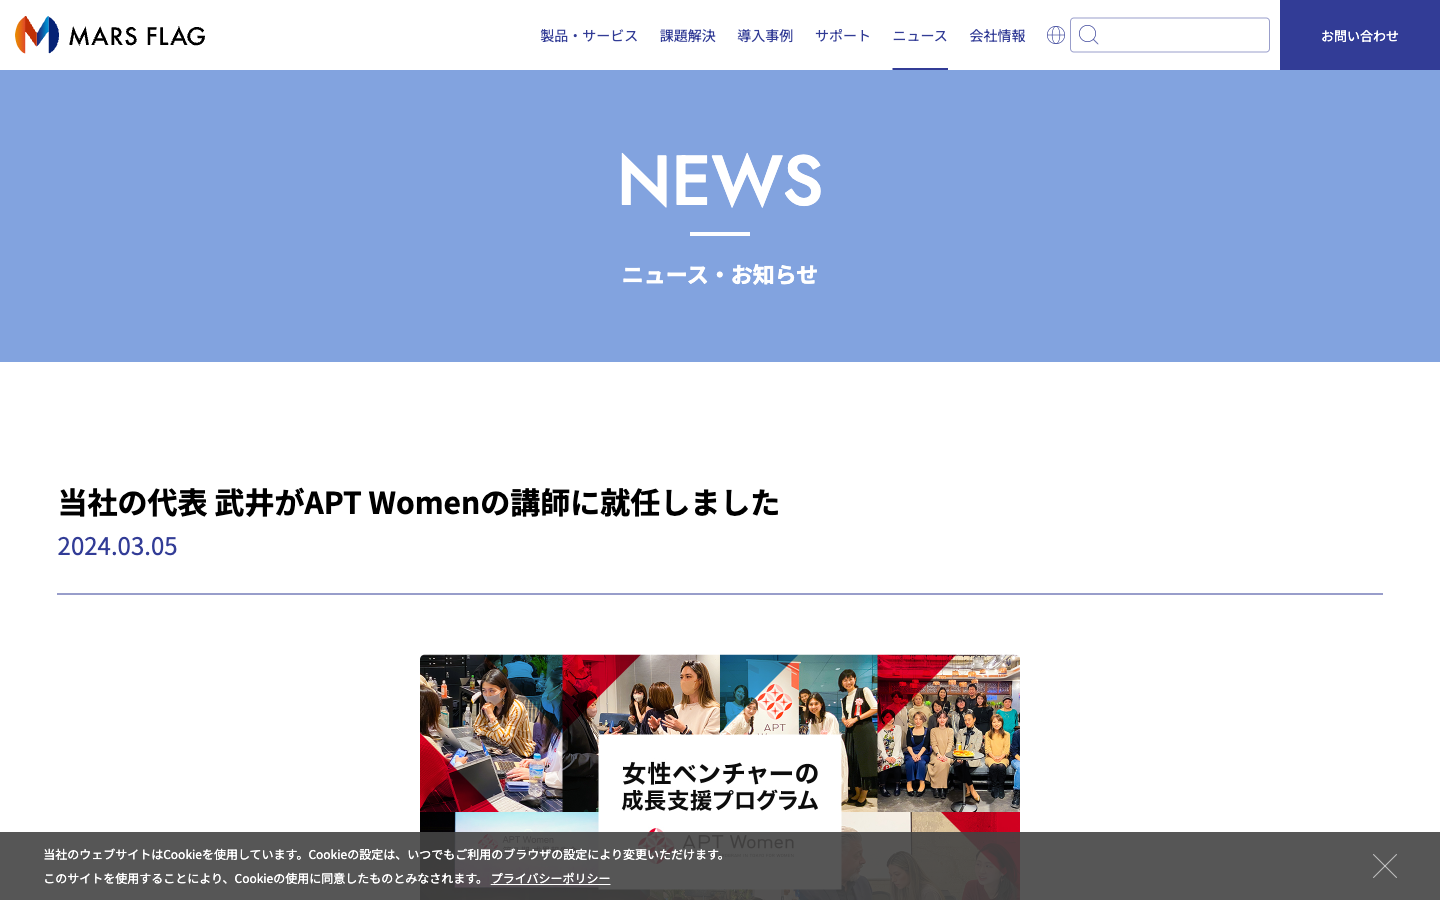 MARS FLAG
製品・サービス 課題解決 導入事例 サポート ニュース 会社情報
お問い合わせ
NEWS
ニュース・お知らせ
当社の代表 武井がAPT Womenの講師に就任しました
2024.03.05
APT
女性ベンチャーの
成長支援プログラム
APT Women
当社のウェブサイトはCookieを使用しています。Cookieの設定は、いつでもご利用のブラウザの設定により変更いただけます。
このサイトを使用することにより、Cookieの使用に同意したものとみなされます。 プライバシーポリシー